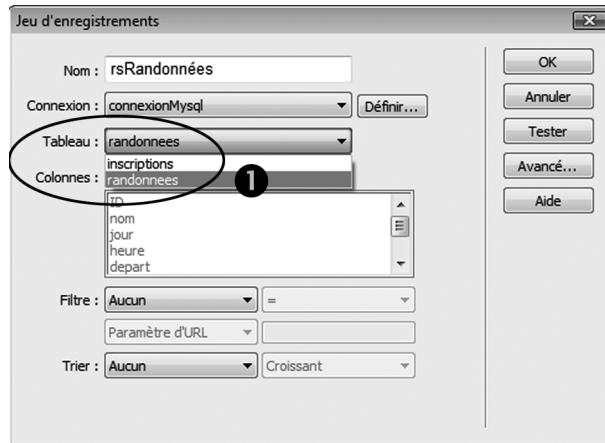 Jeu d'enregistrements
Nom : rsRandonnées
Connexion : connexionMysql Définir...
Tableau : randonnees
inscriptions
Colonnes : randonnees
1
ID
nom
jour
heure
depart
Filtre : Aucun =
Paramètre d'URL
Trier : Aucun Croissant
OK
Annuler
Tester
Avancé...
Aide